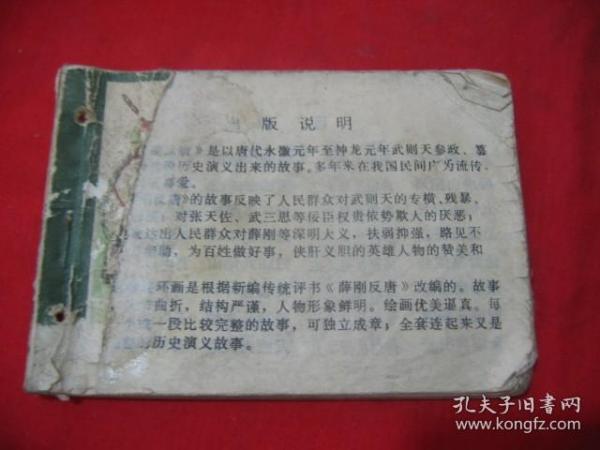 出版说明
》是以唐代永徽元年至神龙元年武则天参政、篡
历史演义出来的故事。多年来在我国民间广为流传，
喜爱。
反唐》的故事反映了人民群众对武则天的专横、残暴、
对张天佐、武三思等佞臣权贵依势欺人的厌恶；
表达出人民群众对薛刚等深明大义，扶弱抑强，路见不
相助，为百姓做好事，侠肝义胆的英雄人物的赞美和
环画是根据新编传统评书《薛刚反唐》改编的。故事
曲折，结构严谨，人物形象鲜明。绘画优美逼真。每
一段比较完整的故事，可独立成章；全套连起来又是
历史演义故事。
孔夫子旧书网
www.kongfz.com